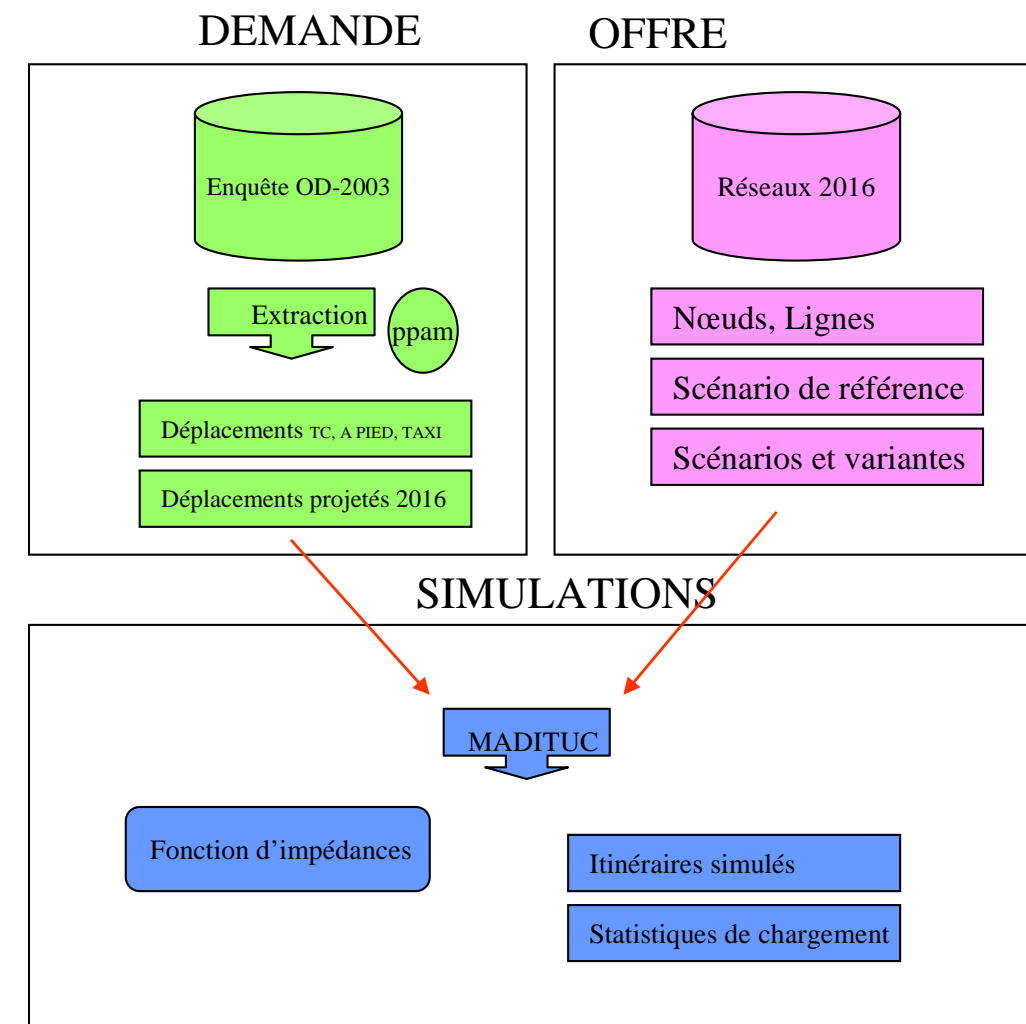 DEMANDE
OFFRE
Enquête OD-2003
Réseaux 2016
Extraction
ppam
Nœuds, Lignes
Scénario de référence
Déplacements TC, A PIED, TAXI
Scénarios et variantes
Déplacements projetés 2016
SIMULATIONS
MADITUC
Fonction d’impédances
Itinéraires simulés
Statistiques de chargement